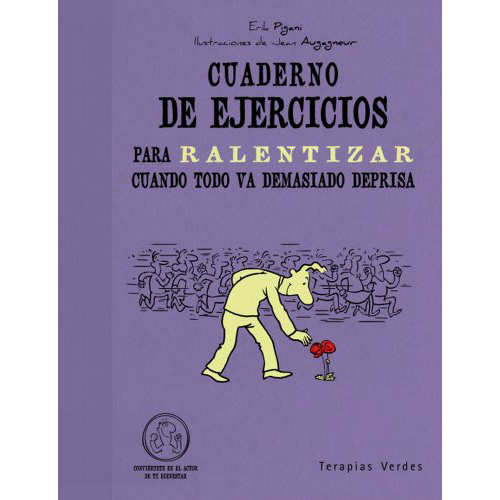 Erik Pigani
Ilustraciones de Jean Augagneur
CUADERNO
DE EJERCICIOS
PARA RALENTIZAR
CUANDO TODO VA DEMASIADO DEPRISA
CONVIÉRTETE EN EL ACTOR
DE TU BIENESTAR
Terapias Verdes